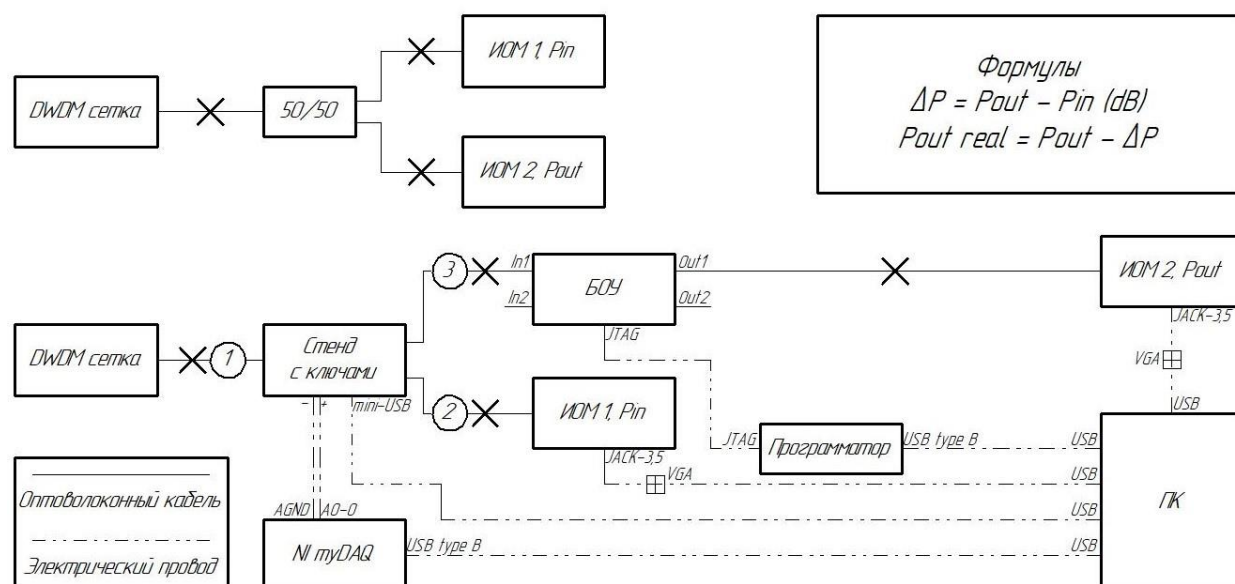 ИОМ 1, Pin
DWDM сетка
50/50
ИОМ 2, Pout
Формулы
ΔP = Pout – Pin (dB)
Pout real = Pout – ΔP
DWDM сетка
1
Стенд
с ключами
- +
mini-USB
3
In1
In2
БОУ
Out1
Out2
JTAG
2
ИОМ 1, Pin
JACK-3,5
VGA
ИОМ 2, Pout
JACK-3,5
VGA
USB
JTAG
Программатор
USB type B
USB
USB
USB
USB
ПК
AGND
AO-0
NI myDAQ
USB type B
Оптоволоконный кабель
Электрический провод